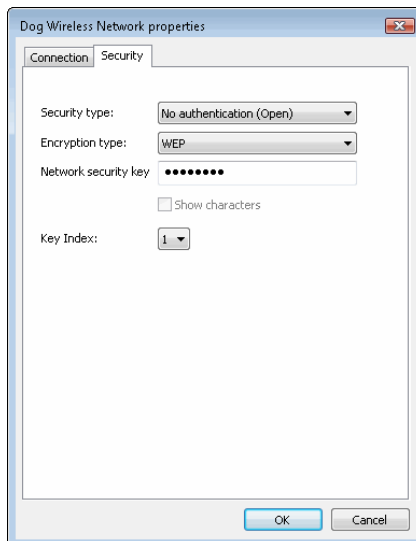 Dog Wireless Network properties
Connection Security
Security type: No authentication (Open)
Encryption type: WEP
Network security key ••••••••
Show characters
Key Index: 1
OK Cancel